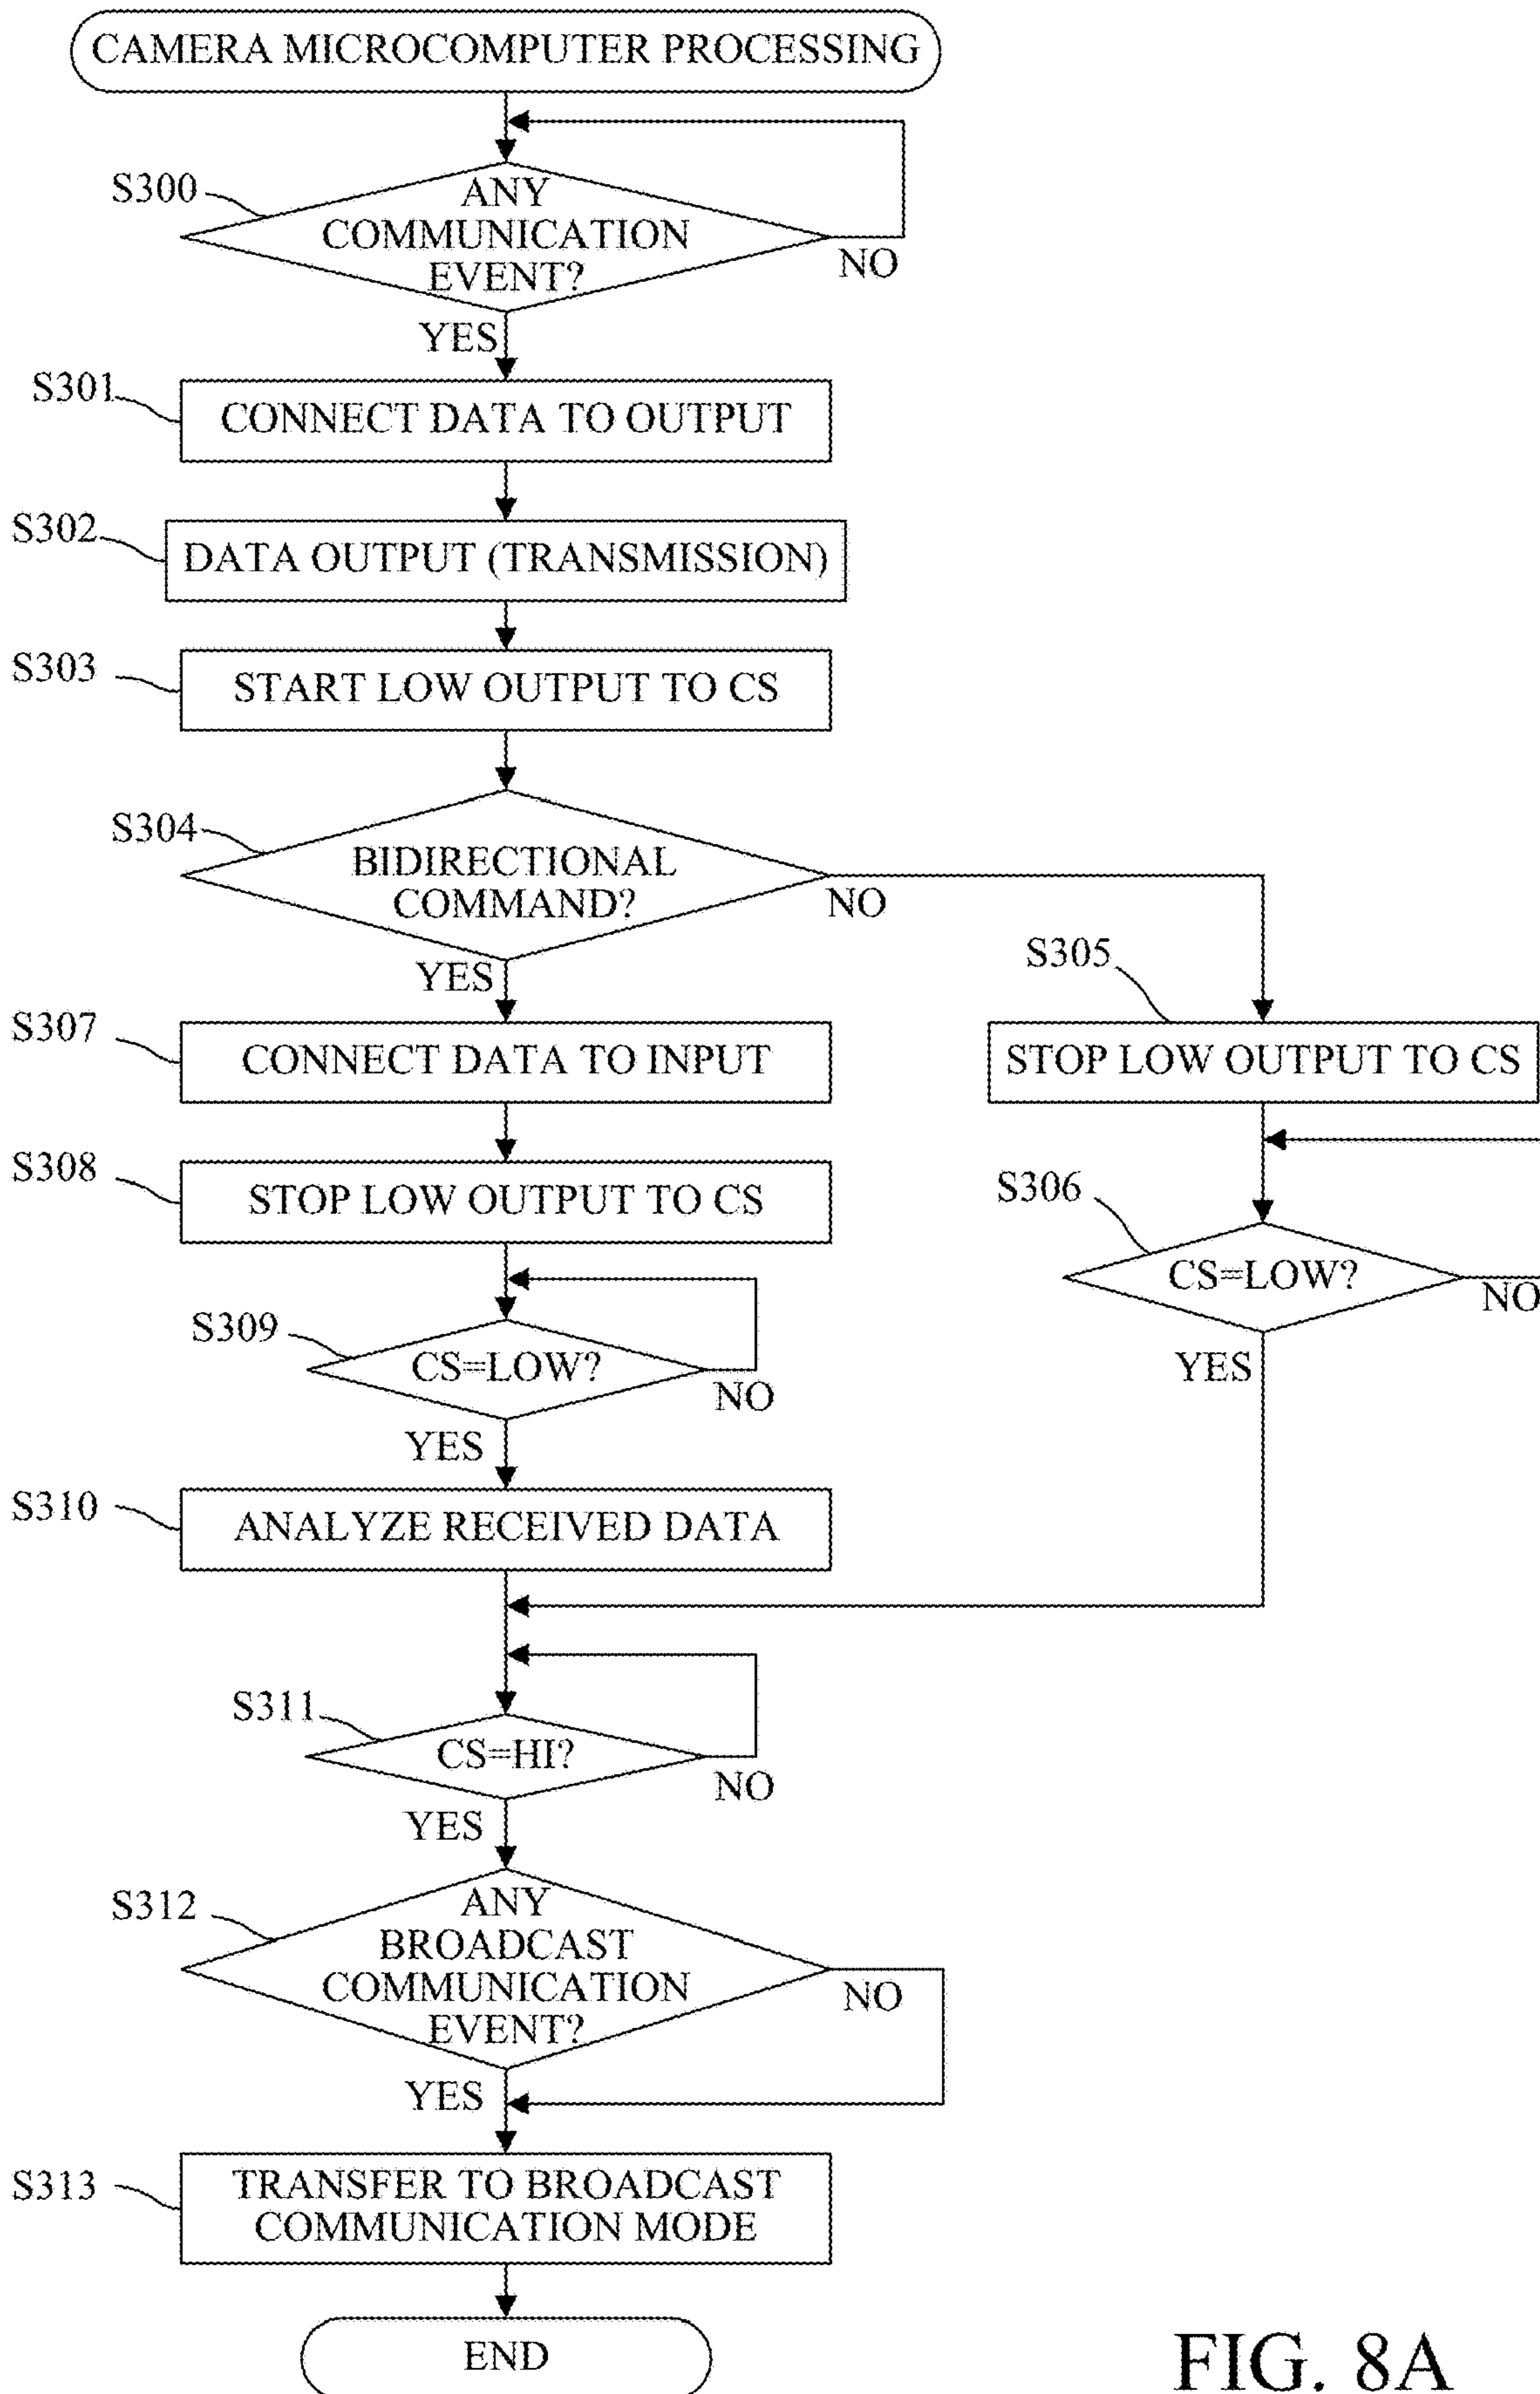 CAMERA MICROCOMPUTER PROCESSING
S300
ANY
COMMUNICATION
EVENT?
NO
YES
S301
CONNECT DATA TO OUTPUT
S302
DATA OUTPUT (TRANSMISSION)
S303
START LOW OUTPUT TO CS
S304
BIDIRECTIONAL
COMMAND?
NO
YES
S305
STOP LOW OUTPUT TO CS
S306
CS=LOW?
NO
YES
S307
CONNECT DATA TO INPUT
S308
STOP LOW OUTPUT TO CS
S309
CS=LOW?
NO
YES
S310
ANALYZE RECEIVED DATA
S311
CS=HI?
NO
YES
S312
ANY
BROADCAST
COMMUNICATION
EVENT?
NO
YES
S313
TRANSFER TO BROADCAST
COMMUNICATION MODE
END
FIG. 8A